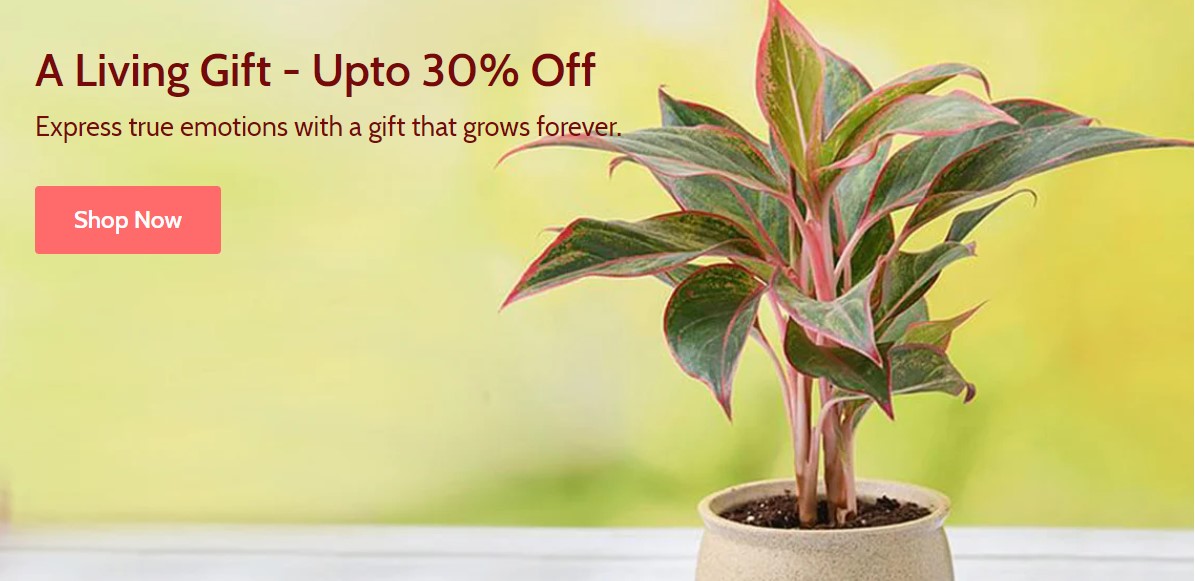 A Living Gift - Upto 30% Off
Express true emotions with a gift that grows forever.
Shop Now